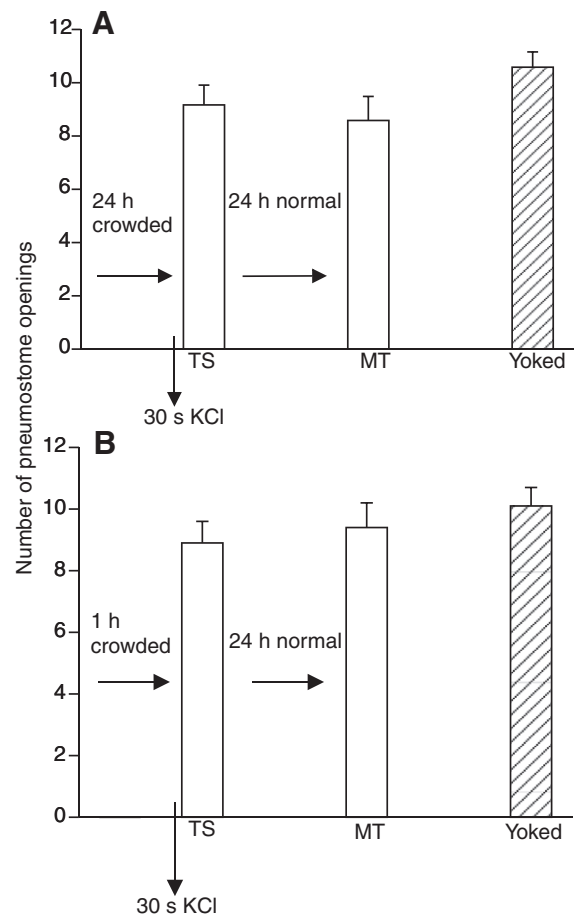 Number of pneumostome openings
A
12
10
8
6
4
2
0
24 h
crowded
24 h normal
TS
MT
Yoked
30 s KCl
B
12
10
8
6
4
2
0
1 h
crowded
24 h normal
TS
MT
Yoked
30 s KCl